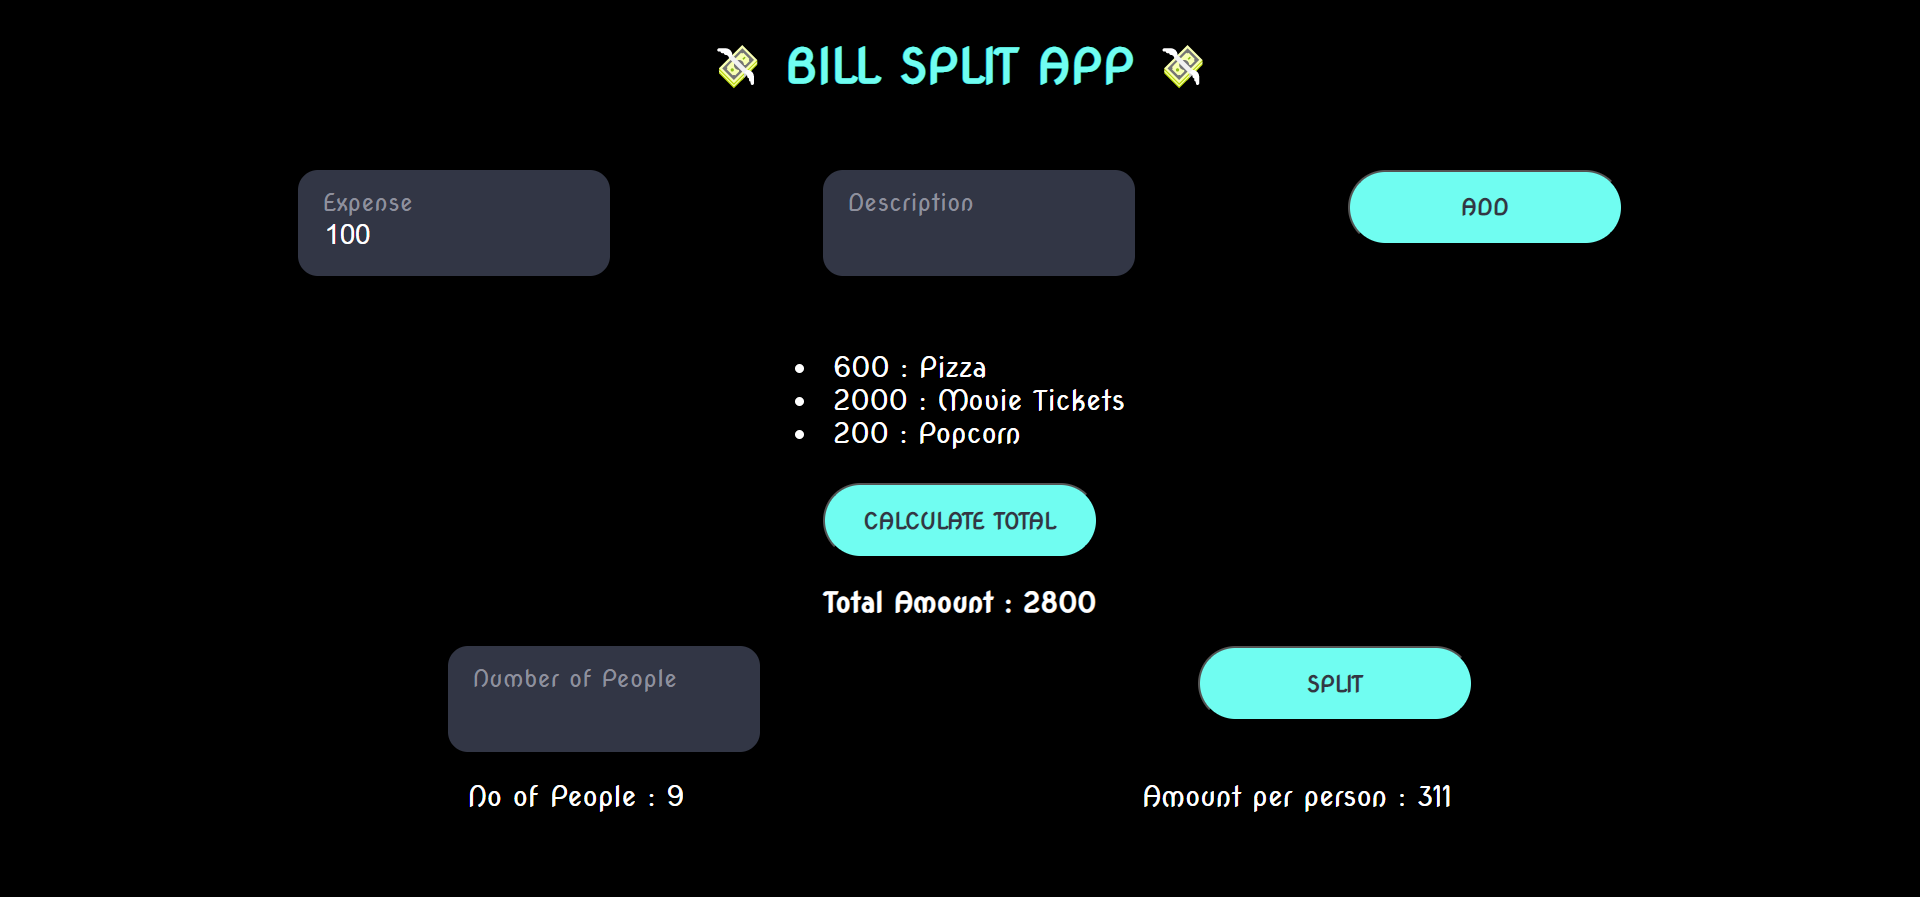 💸 BILL SPLIT APP 💸
Expense
100
Description
ADD
600 : Pizza
2000 : Movie Tickets
200 : Popcorn
CALCULATE TOTAL
Total Amount : 2800
Number of People
SPLIT
No of People : 9
Amount per person : 311